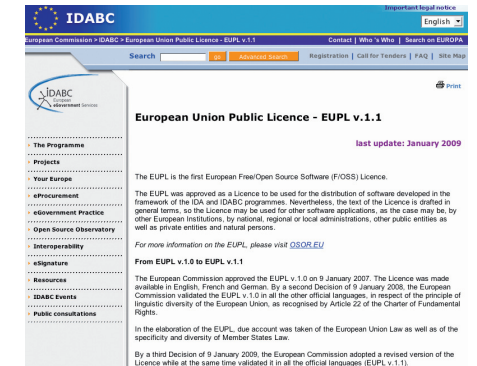 Important legal notice
IDABC
English
European Commission > IDABC > European Union Public Licence - EUPL v.1.1
Contact | Who 's Who | Search on EUROPA
Search go Advanced Search Registration | Call for Tenders | FAQ | Site Map
IDABC
European
eGovernment Services
Print
European Union Public Licence - EUPL v.1.1
last update: January 2009
The Programme
Projects
Your Europe
eProcurement
eGovernment Practice
Open Source Observatory
Interoperability
eSignature
Resources
IDABC Events
Public consultations
The EUPL is the first European Free/Open Source Software (F/OSS) Licence.
The EUPL was approved as a Licence to be used for the distribution of software developed in the
framework of the IDA and IDABC programmes. Nevertheless, the text of the Licence is drafted in
general terms, so the Licence may be used for other software applications, as the case may be, by
other European Institutions, by national, regional or local administrations, other public entities as
well as private entities and natural persons.
For more information on the EUPL, please visit OSOR.EU
From EUPL v.1.0 to EUPL v.1.1
The European Commission approved the EUPL v.1.0 on 9 January 2007. The Licence was made
available in English, French and German. By a second Decision of 9 January 2008, the European
Commission validated the EUPL v.1.0 in all the other official languages, in respect of the principle of
linguistic diversity of the European Union, as recognised by Article 22 of the Charter of Fundamental
Rights.
In the elaboration of the EUPL, due account was taken of the European Union Law as well as of the
specificity and diversity of Member States Law.
By a third Decision of 9 January 2009, the European Commission adopted a revised version of the
Licence while at the same time validated it in all the official languages (EUPL v.1.1).